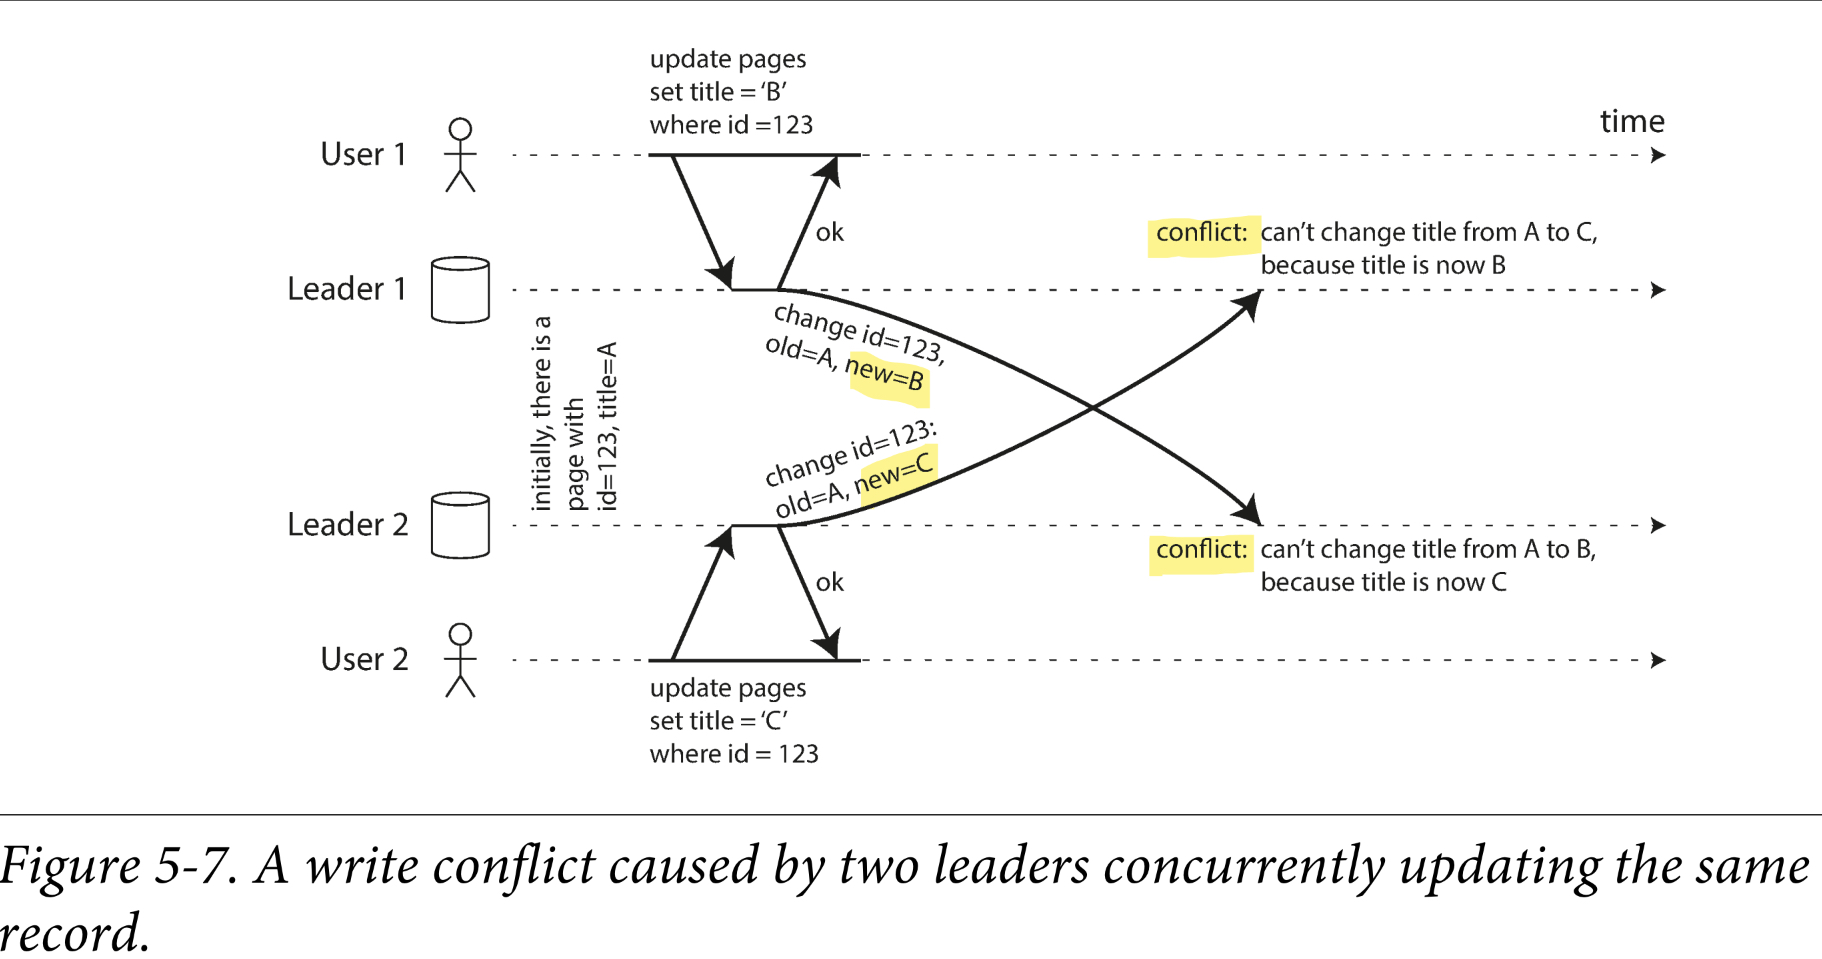 update pages
set title = ‘B’
where id =123
time
User 1
ok
conflict: can’t change title from A to C,
because title is now B
Leader 1
change id=123,
old=A, new=B
initially, there is a
page with
id=123, title=A
change id=123:
old=A, new=C
Leader 2
conflict: can’t change title from A to B,
because title is now C
ok
User 2
update pages
set title = ‘C’
where id = 123
Figure 5-7. A write conflict caused by two leaders concurrently updating the same
record.